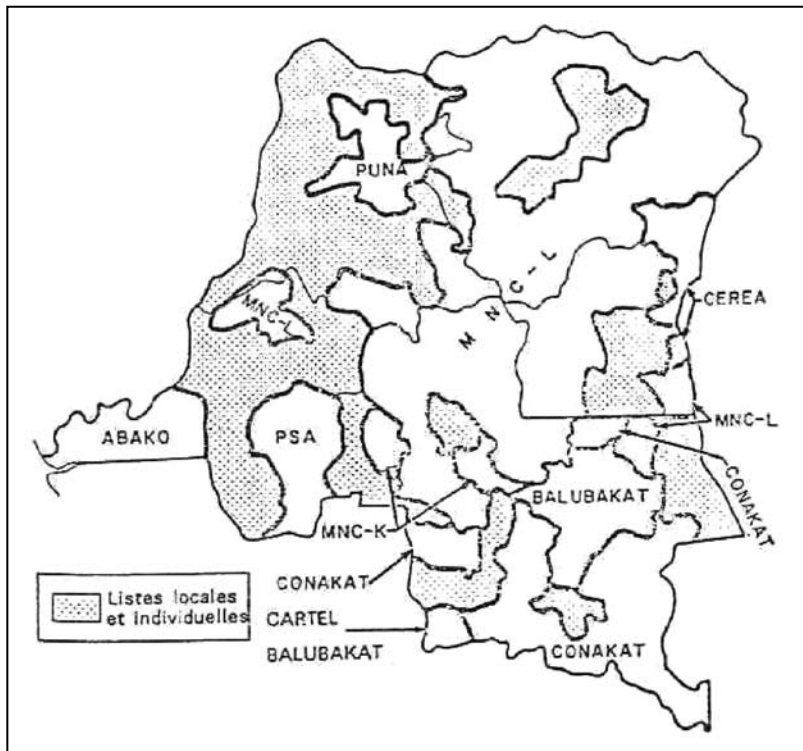 PUNA
MNC-L
CEREA
MNC-L
ABAKO
PSA
MNC-L
CONAKAT
BALUBAKAT
MNC-K
CONAKAT
Listes locales
et individuelles
CARTEL
BALUBAKAT
CONAKAT